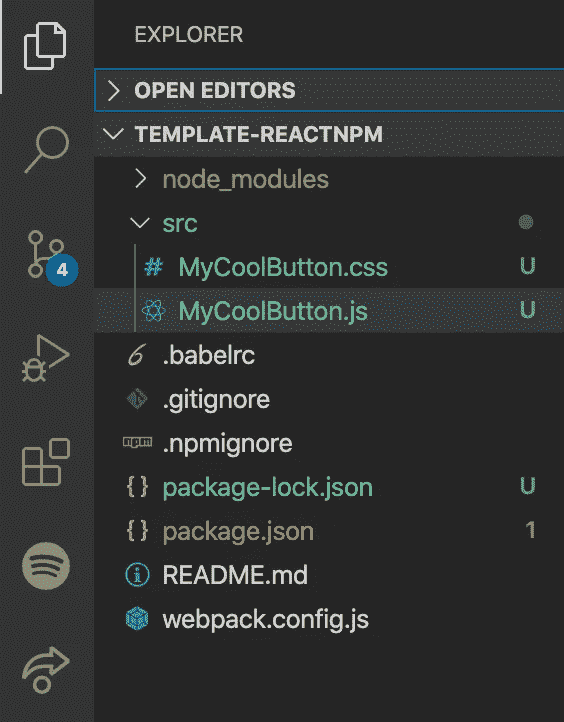 EXPLORER
OPEN EDITORS
TEMPLATE-REACTNPM
node_modules
src
# MyCoolButton.css U
4
MyCoolButton.js U
.babelrc
.gitignore
npm .npmignore
{} package-lock.json U
{} package.json 1
README.md
webpack.config.js